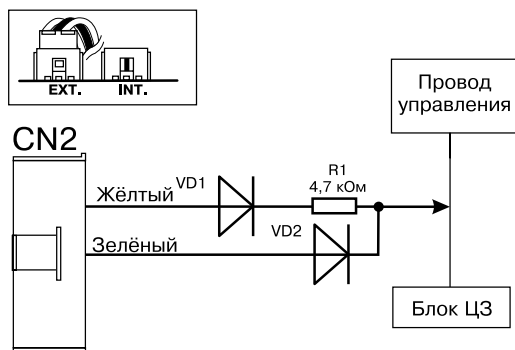 EXT. INT.
CN2
Провод
управления
Жёлтый
VD1
R1
4,7 кОм
Зелёный
VD2
Блок ЦЗ